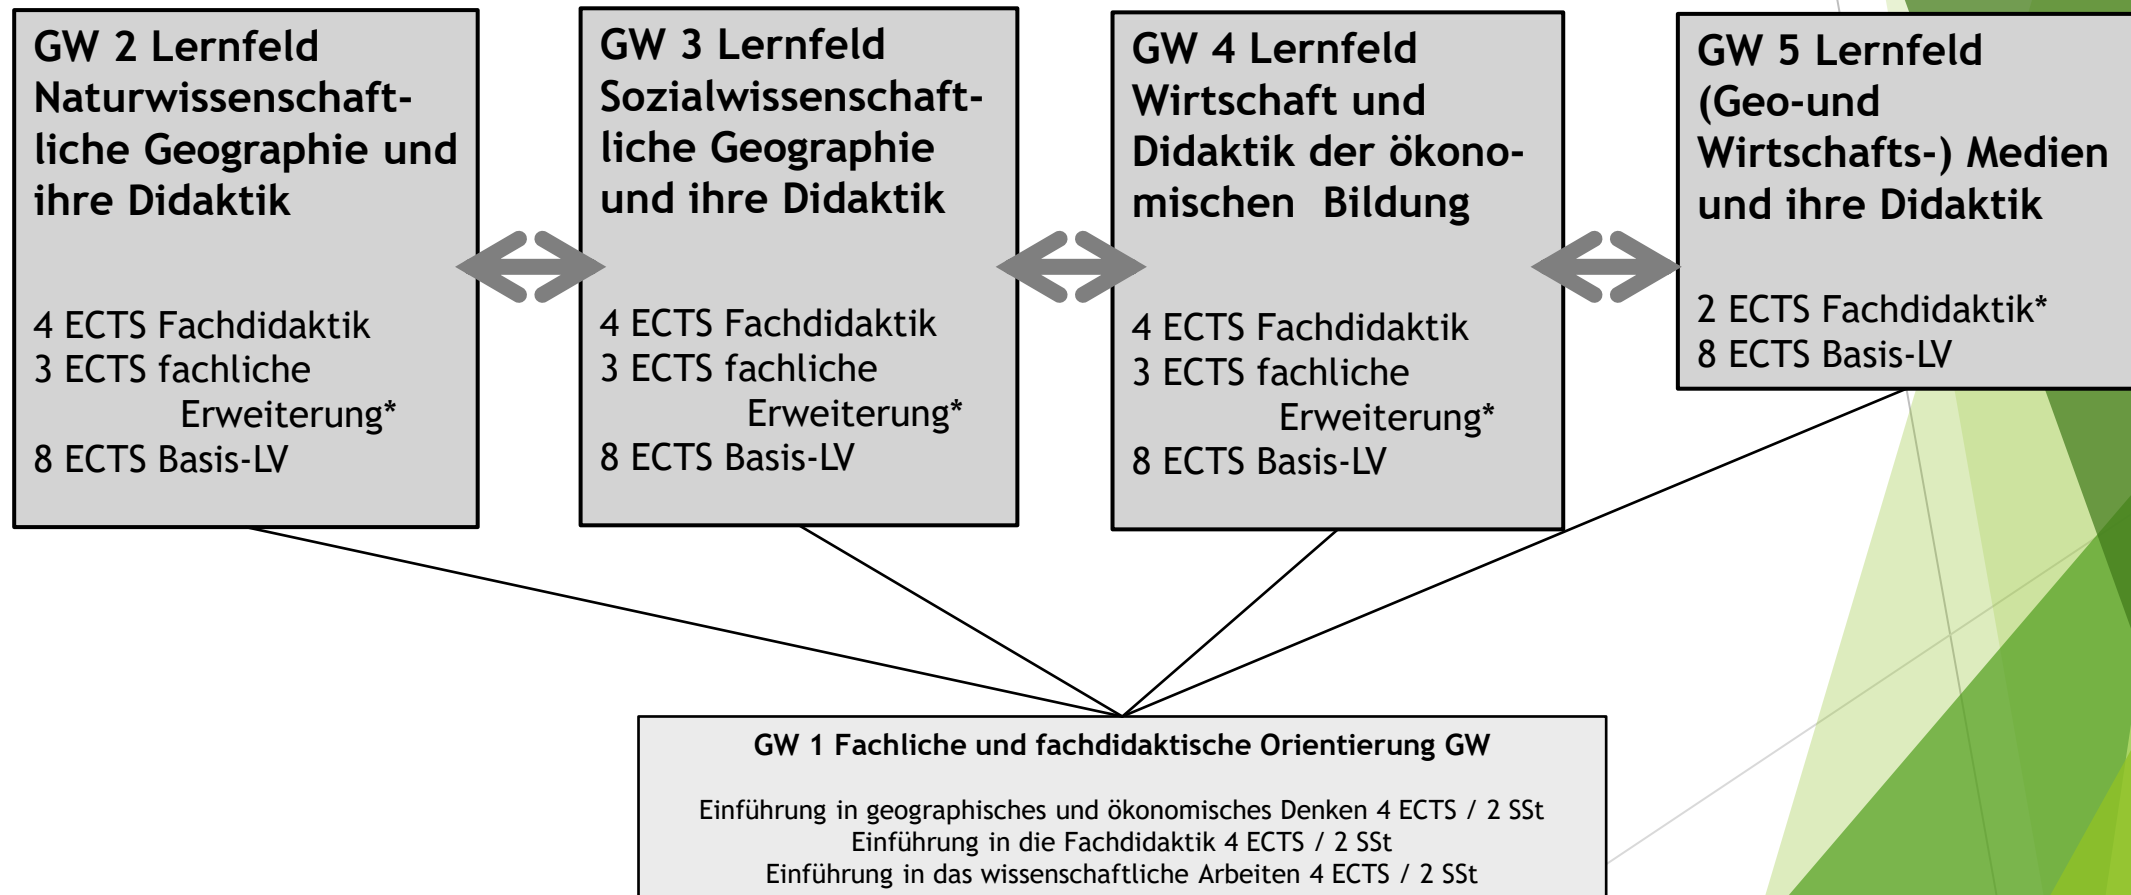 GW 2 Lernfeld
Naturwissenschaft-
liche Geographie und
ihre Didaktik
4 ECTS Fachdidaktik
3 ECTS fachliche
Erweiterung*
8 ECTS Basis-LV
GW 3 Lernfeld
Sozialwissenschaft-
liche Geographie
und ihre Didaktik
4 ECTS Fachdidaktik
3 ECTS fachliche
Erweiterung*
8 ECTS Basis-LV
GW 4 Lernfeld
Wirtschaft und
Didaktik der ökono-
mischen Bildung
4 ECTS Fachdidaktik
3 ECTS fachliche
Erweiterung*
8 ECTS Basis-LV
GW 5 Lernfeld
(Geo-und
Wirtschafts-) Medien
und ihre Didaktik
2 ECTS Fachdidaktik*
8 ECTS Basis-LV
GW 1 Fachliche und fachdidaktische Orientierung GW
Einführung in geographisches und ökonomisches Denken 4 ECTS / 2 SSt
Einführung in die Fachdidaktik 4 ECTS / 2 SSt
Einführung in das wissenschaftliche Arbeiten 4 ECTS / 2 SSt